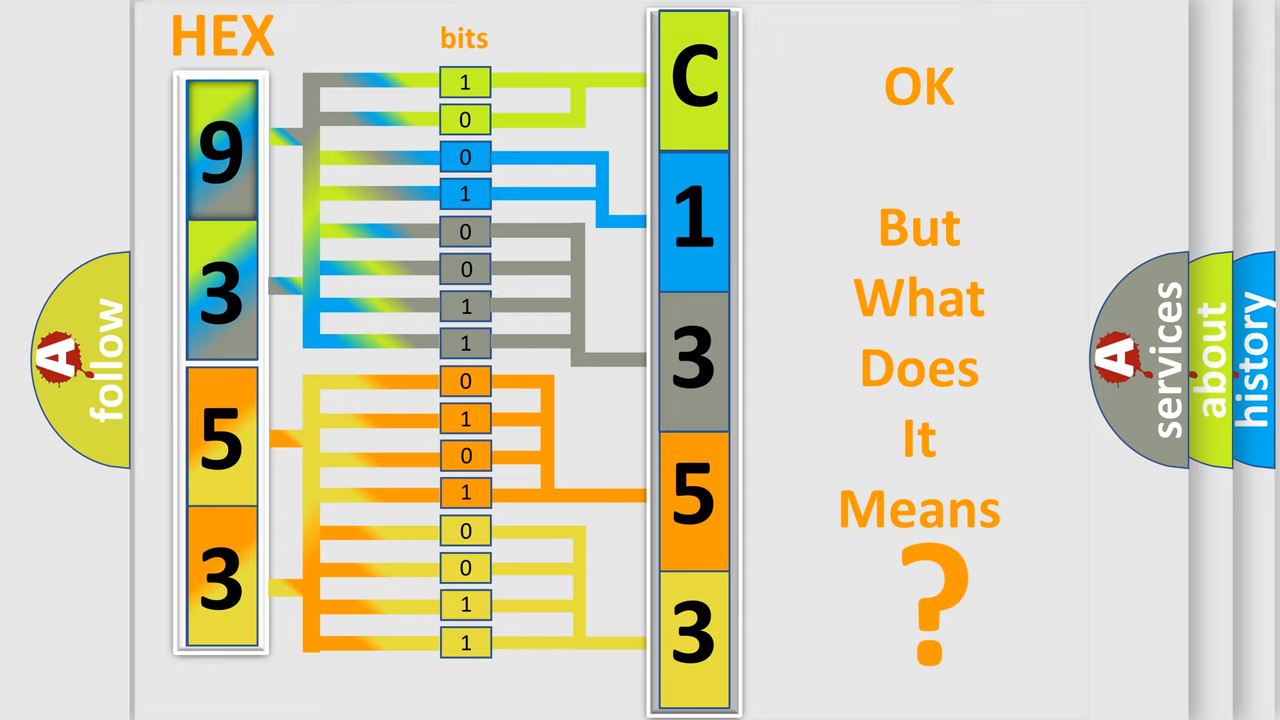 HEX
bits
9
3
5
3
1
0
0
1
0
0
1
1
0
1
0
1
0
0
1
1
C
1
3
5
3
OK
But
What
Does
It
Means
?
A
follow
A
services
about
history